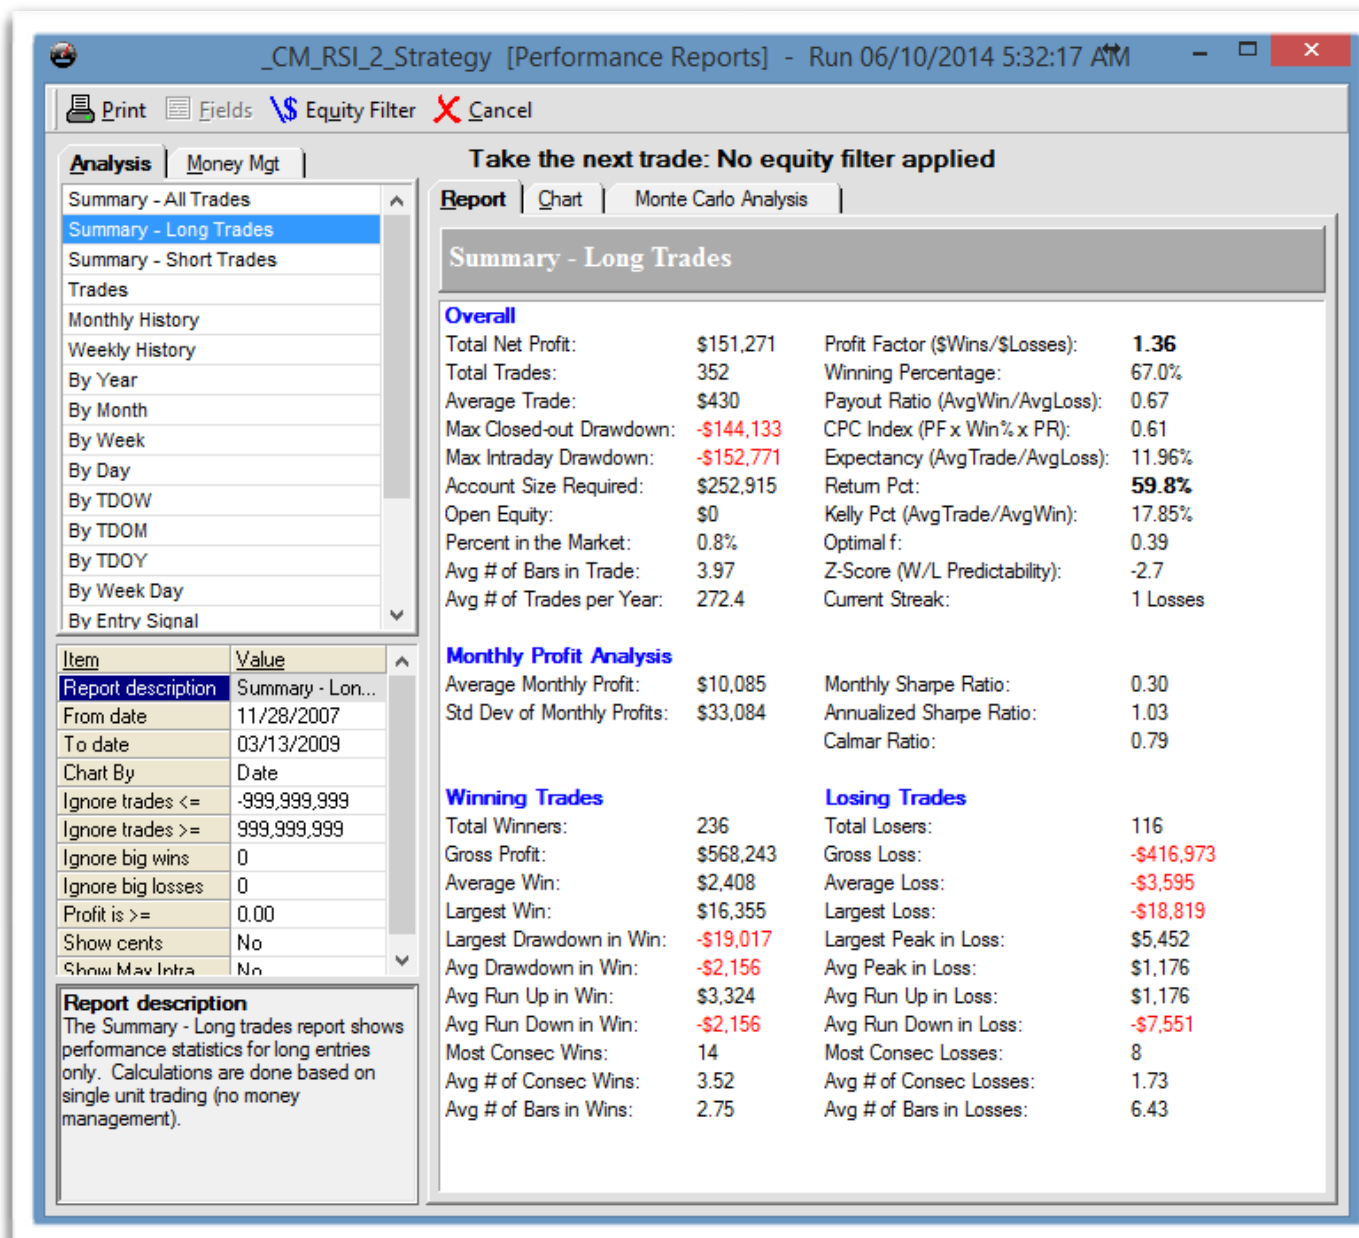 _CM_RSI_2_Strategy [Performance Reports] - Run 06/10/2014 5:32:17 AM
Print Fields \$ Equity Filter Cancel
Analysis Money Mgt
Take the next trade: No equity filter applied
Summary - All Trades
Summary - Long Trades
Summary - Short Trades
Trades
Monthly History
Weekly History
By Year
By Month
By Week
By Day
By TDOW
By TDOM
By TDOY
By Week Day
By Entry Signal
Item Value
Report description Summary - Lon...
From date 11/28/2007
To date 03/13/2009
Chart By Date
Ignore trades <= -999,999,999
Ignore trades >= 999,999,999
Ignore big wins 0
Ignore big losses 0
Profit is >= 0.00
Show cents No
Show Max Intra No
Report description
The Summary - Long trades report shows
performance statistics for long entries
only. Calculations are done based on
single unit trading (no money
management).
Report Chart Monte Carlo Analysis
Summary - Long Trades
Overall
Total Net Profit: $151,271 Profit Factor ($Wins/$Losses): 1.36
Total Trades: 352 Winning Percentage: 67.0%
Average Trade: $430 Payout Ratio (AvgWin/AvgLoss): 0.67
Max Closed-out Drawdown: -$144,133 CPC Index (PF x Win% x PR): 0.61
Max Intraday Drawdown: -$152,771 Expectancy (AvgTrade/AvgLoss): 11.96%
Account Size Required: $252,915 Return Pct: 59.8%
Open Equity: $0 Kelly Pct (AvgTrade/AvgWin): 17.85%
Percent in the Market: 0.8% Optimal f: 0.39
Avg # of Bars in Trade: 3.97 Z-Score (W/L Predictability): -2.7
Avg # of Trades per Year: 272.4 Current Streak: 1 Losses
Monthly Profit Analysis
Average Monthly Profit: $10,085 Monthly Sharpe Ratio: 0.30
Std Dev of Monthly Profits: $33,084 Annualized Sharpe Ratio: 1.03
Calmar Ratio: 0.79
Winning Trades Losing Trades
Total Winners: 236 Total Losers: 116
Gross Profit: $568,243 Gross Loss: -$416,973
Average Win: $2,408 Average Loss: -$3,595
Largest Win: $16,355 Largest Loss: -$18,819
Largest Drawdown in Win: -$19,017 Largest Peak in Loss: $5,452
Avg Drawdown in Win: -$2,156 Avg Peak in Loss: $1,176
Avg Run Up in Win: $3,324 Avg Run Up in Loss: $1,176
Avg Run Down in Win: -$2,156 Avg Run Down in Loss: -$7,551
Most Consec Wins: 14 Most Consec Losses: 8
Avg # of Consec Wins: 3.52 Avg # of Consec Losses: 1.73
Avg # of Bars in Wins: 2.75 Avg # of Bars in Losses: 6.43